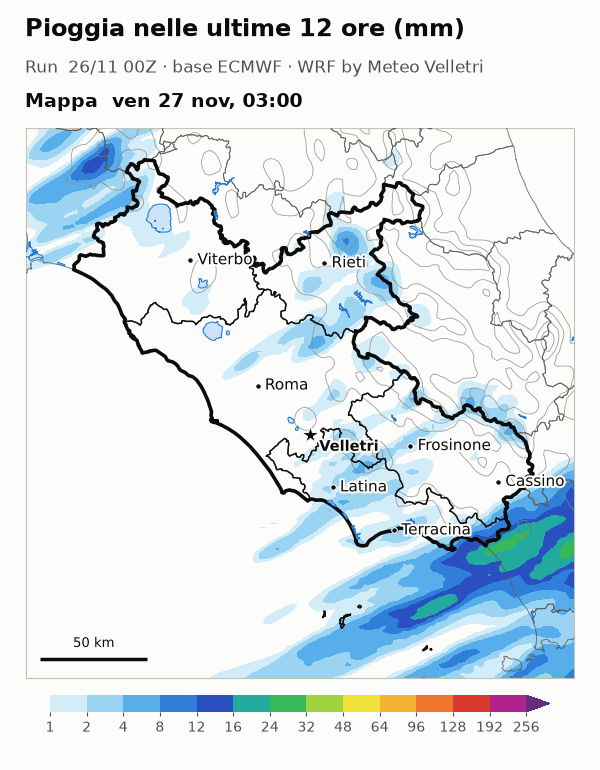 Pioggia nelle ultime 12 ore (mm)
Run 26/11 00Z · base ECMWF · WRF by Meteo Velletri
Mappa ven 27 nov, 03:00
Viterbo
Rieti
Roma
Velletri
Frosinone
Latina
Cassino
Terracina
50 km
1 2 4 8 12 16 24 32 48 64 96 128 192 256